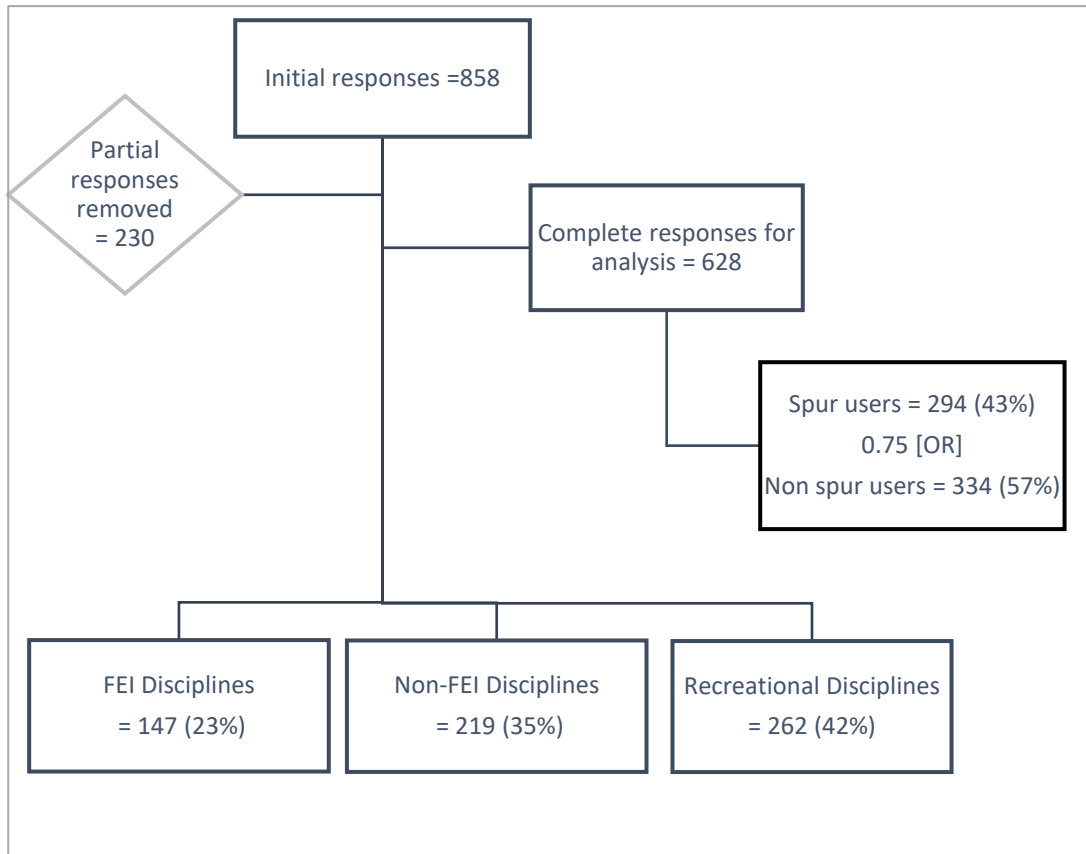 Initial responses =858
Partial
responses
removed
= 230
Complete responses for
analysis = 628
Spur users = 294 (43%)
0.75 [OR]
Non spur users = 334 (57%)
FEI Disciplines
= 147 (23%)
Non-FEI Disciplines
= 219 (35%)
Recreational Disciplines
= 262 (42%)